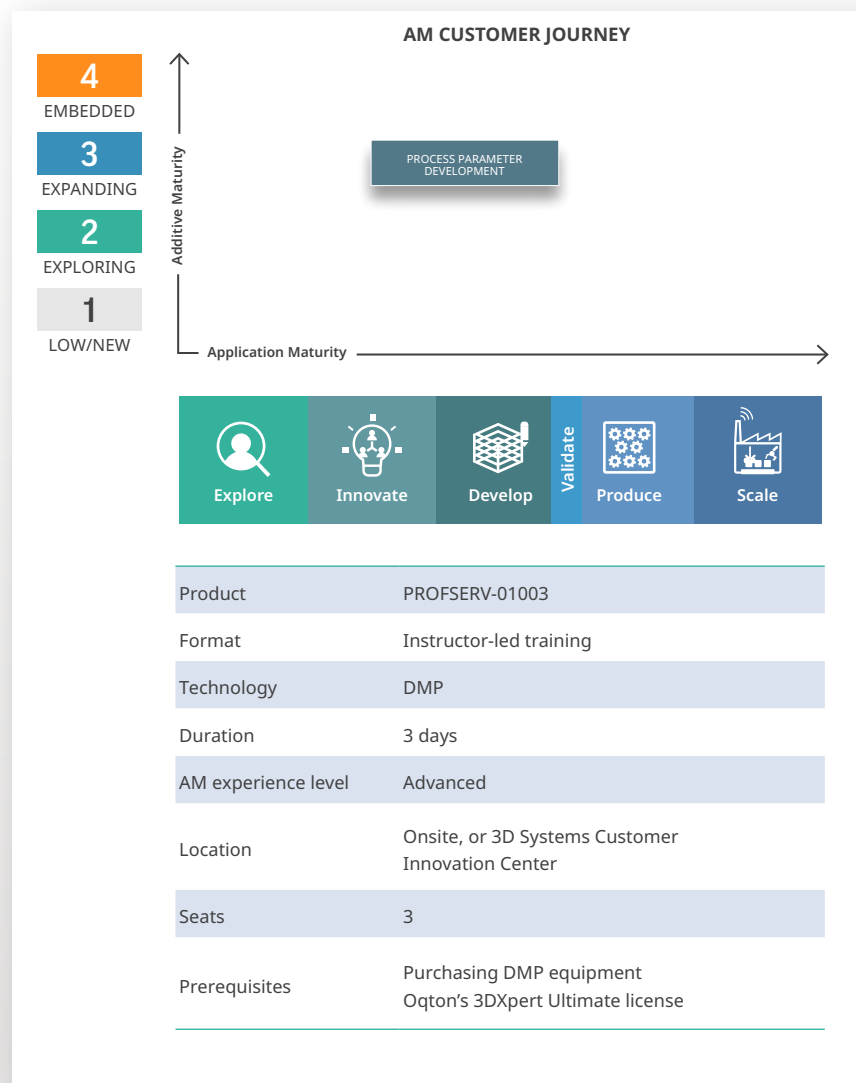 AM CUSTOMER JOURNEY
4
EMBEDDED
3
EXPANDING
2
EXPLORING
1
LOW/NEW
Additive Maturity
PROCESS PARAMETER
DEVELOPMENT
Application Maturity
Explore
Innovate
Develop
Validate
Produce
Scale
Product PROFSERV-01003
Format Instructor-led training
Technology DMP
Duration 3 days
AM experience level Advanced
Location Onsite, or 3D Systems Customer
Innovation Center
Seats 3
Prerequisites Purchasing DMP equipment
Oqton’s 3DXpert Ultimate license